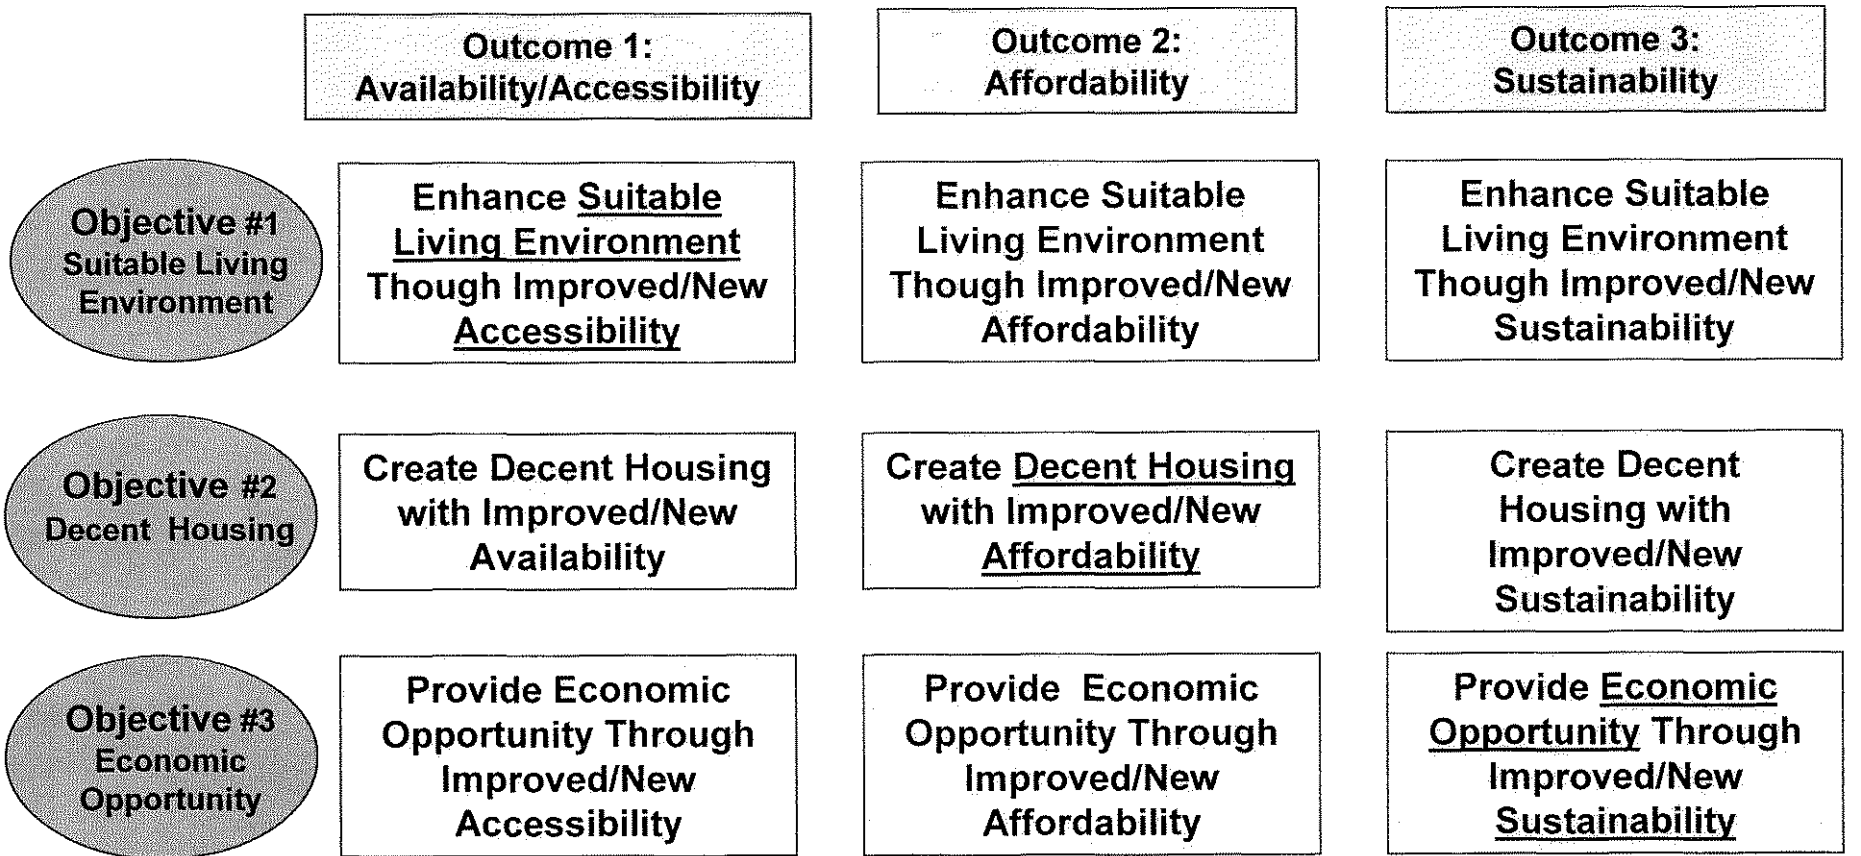 Outcome 1:
Availability/Accessibility
Outcome 2:
Affordability
Outcome 3:
Sustainability
Objective #1
Suitable Living
Environment
Enhance Suitable
Living Environment
Though Improved/New
Accessibility
Enhance Suitable
Living Environment
Though Improved/New
Affordability
Enhance Suitable
Living Environment
Though Improved/New
Sustainability
Objective #2
Decent Housing
Create Decent Housing
with Improved/New
Availability
Create Decent Housing
with Improved/New
Affordability
Create Decent
Housing with
Improved/New
Sustainability
Objective #3
Economic
Opportunity
Provide Economic
Opportunity Through
Improved/New
Accessibility
Provide Economic
Opportunity Through
Improved/New
Affordability
Provide Economic
Opportunity Through
Improved/New
Sustainability